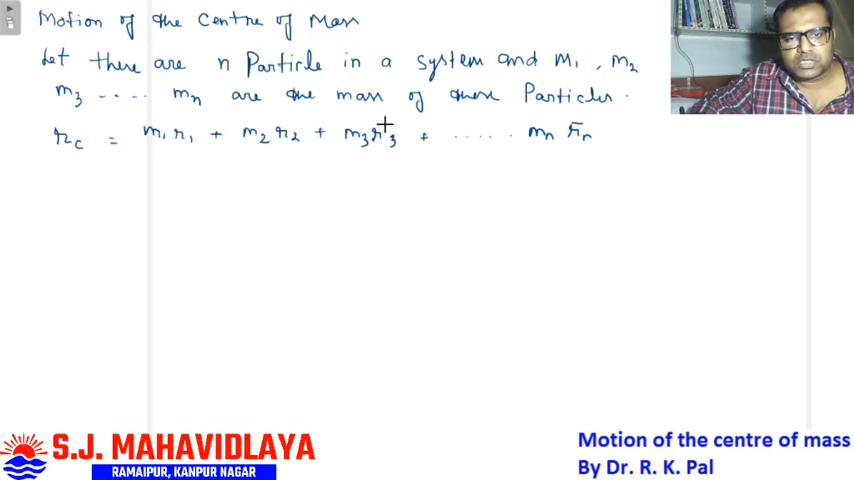 Motion of the Centre of Mass
Let there are n Particle in a system and m₁, m₂
m₃ ..... mₙ are the mass of these Particles.
r_c = m₁r₁ + m₂r₂ + m₃r₃ + ...... mₙ r̄ₙ
S.J. MAHAVIDLAYA
RAMAIPUR, KANPUR NAGAR
Motion of the centre of mass
By Dr. R. K. Pal